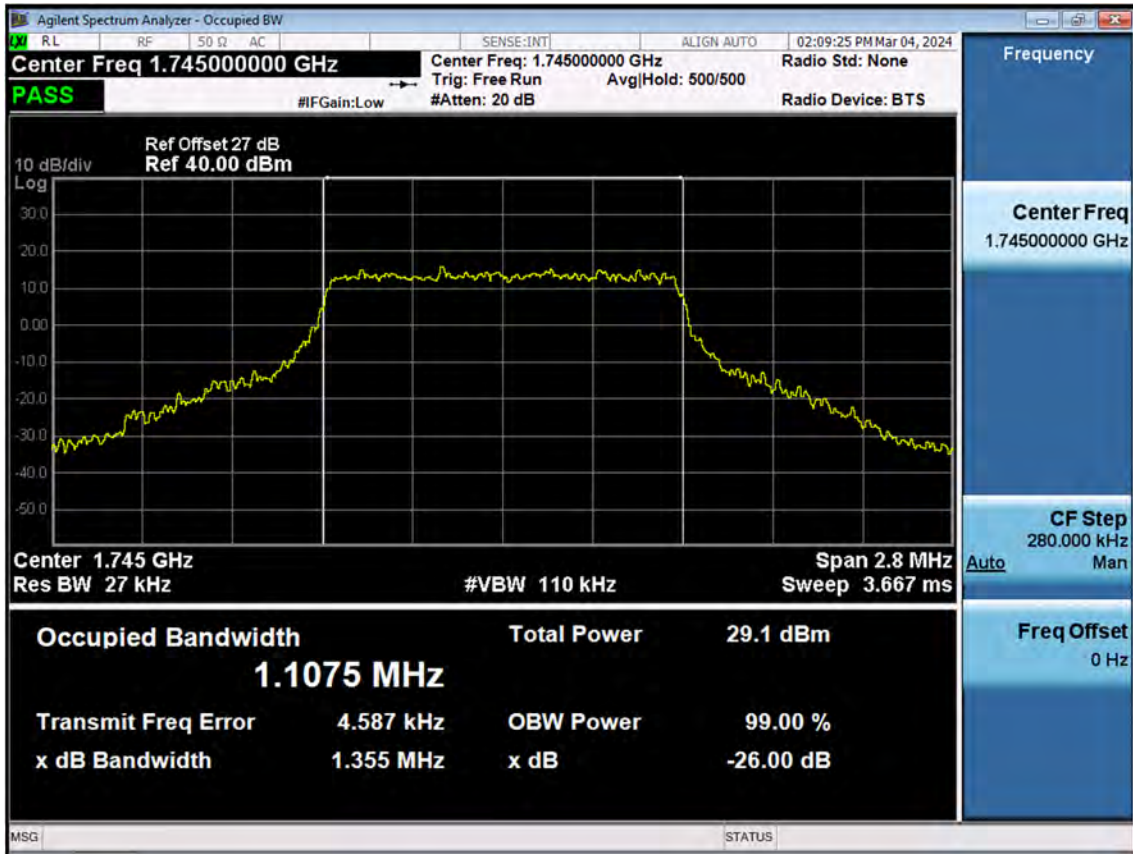 Agilent Spectrum Analyzer - Occupied BW
LXI RL RF 50 Ω AC SENSE:INT ALIGN AUTO 02:09:25 PM Mar 04, 2024
Center Freq 1.745000000 GHz
Center Freq: 1.745000000 GHz
Radio Std: None
Trig: Free Run Avg|Hold: 500/500
PASS
#IFGain:Low
#Atten: 20 dB
Radio Device: BTS
Ref Offset 27 dB
10 dB/div Ref 40.00 dBm
Log
30.0
20.0
10.0
0.00
-10.0
-20.0
-30.0
-40.0
-50.0
Center 1.745 GHz Span 2.8 MHz
Res BW 27 kHz #VBW 110 kHz Sweep 3.667 ms
Occupied Bandwidth Total Power 29.1 dBm
1.1075 MHz
Transmit Freq Error 4.587 kHz OBW Power 99.00 %
x dB Bandwidth 1.355 MHz x dB -26.00 dB
MSG STATUS
Frequency
Center Freq
1.745000000 GHz
CF Step
280.000 kHz
Auto Man
Freq Offset
0 Hz